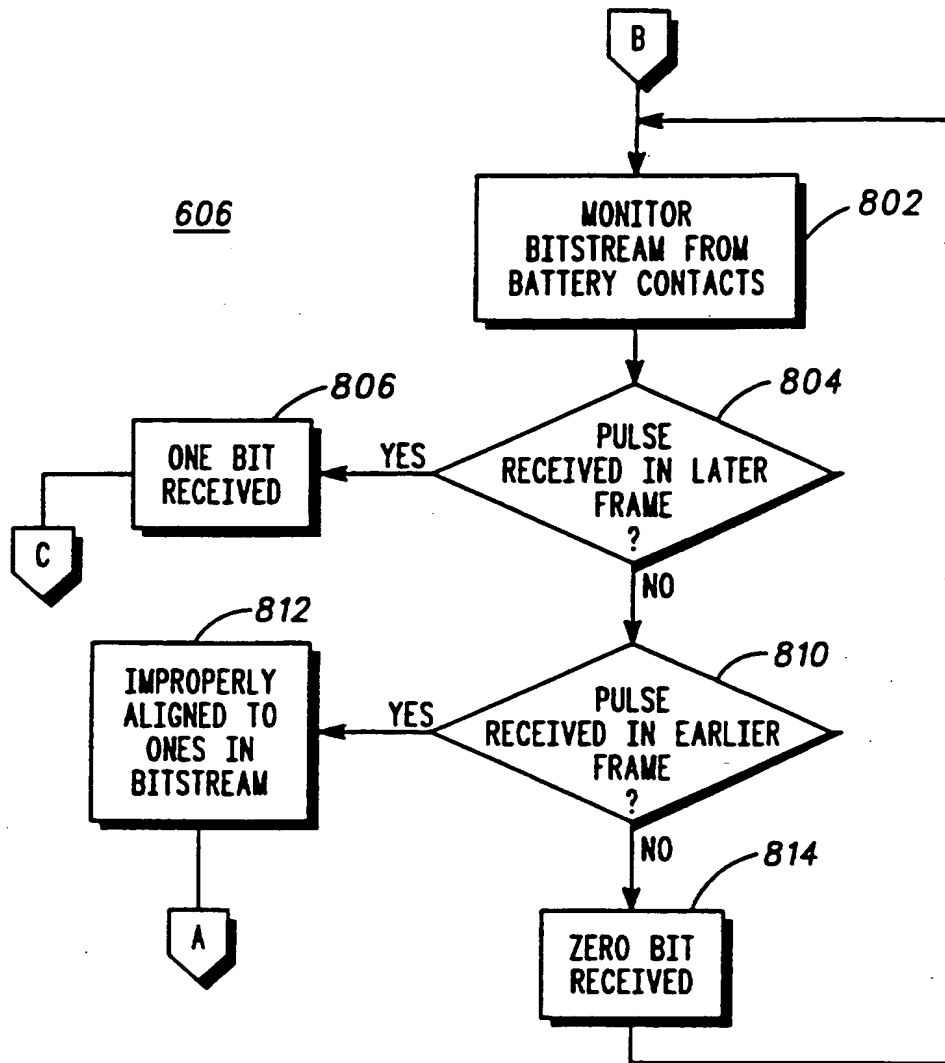 B
606
MONITOR
BITSTREAM FROM
BATTERY CONTACTS
802
804
PULSE
RECEIVED IN LATER
FRAME
?
YES
806
ONE BIT
RECEIVED
C
NO
810
PULSE
RECEIVED IN EARLIER
FRAME
?
YES
812
IMPROPERLY
ALIGNED TO
ONES IN
BITSTREAM
A
NO
814
ZERO BIT
RECEIVED